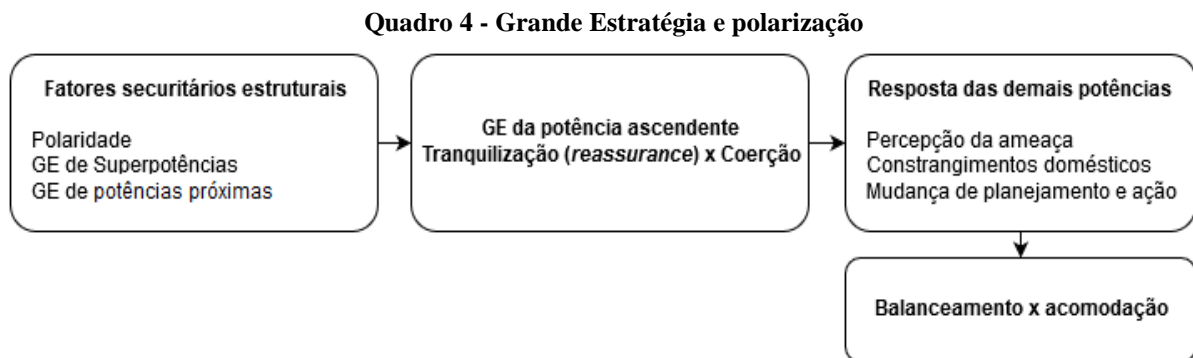 Quadro 4 - Grande Estratégia e polarização
Fatores securitários estruturais
Polaridade
GE de Superpotências
GE de potências próximas
GE da potência ascendente
Tranquilização (reassurance) x Coerção
Resposta das demais potências
Percepção da ameaça
Constrangimentos domésticos
Mudança de planejamento e ação
Balanceamento x acomodação